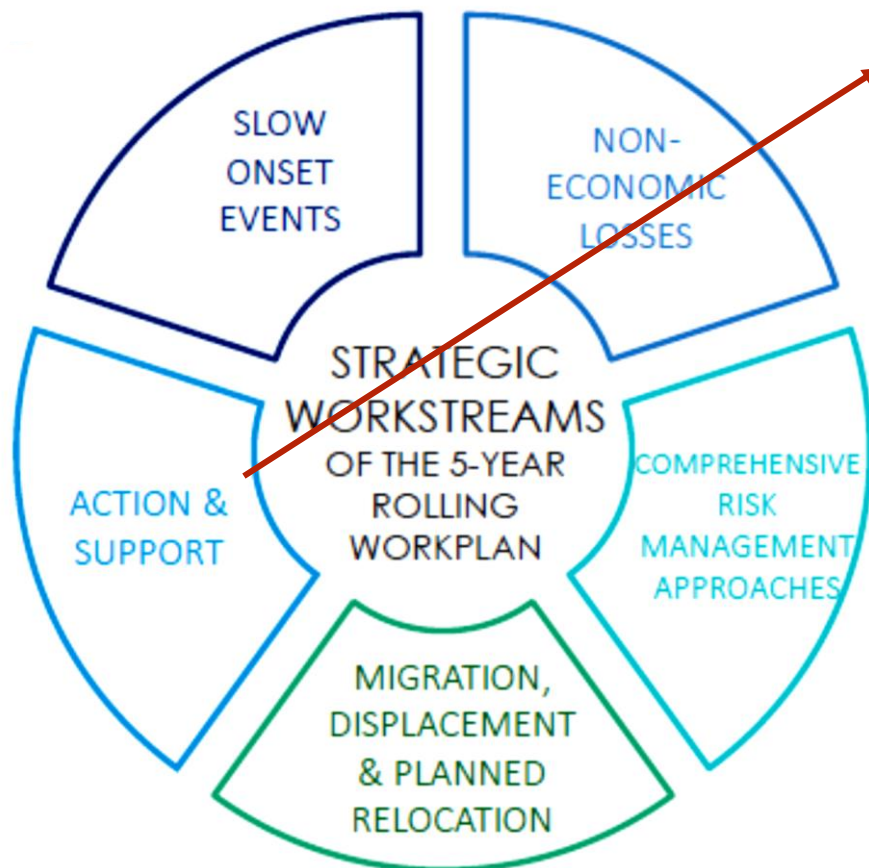 SLOW
ONSET
EVENTS
NON-
ECONOMIC
LOSSES
STRATEGIC
WORKSTREAMS
OF THE 5-YEAR
ROLLING
WORKPLAN
COMPREHENSIVE
RISK
MANAGEMENT
APPROACHES
ACTION &
SUPPORT
MIGRATION,
DISPLACEMENT
& PLANNED
RELOCATION